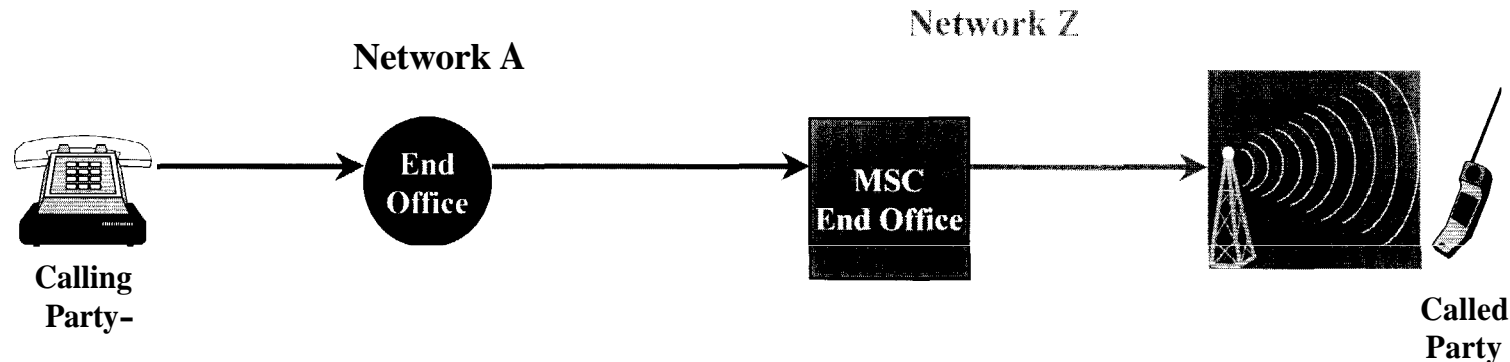 Network Z
Network A
End
Office
MSC
End Office
Calling
Party-
Called
Party